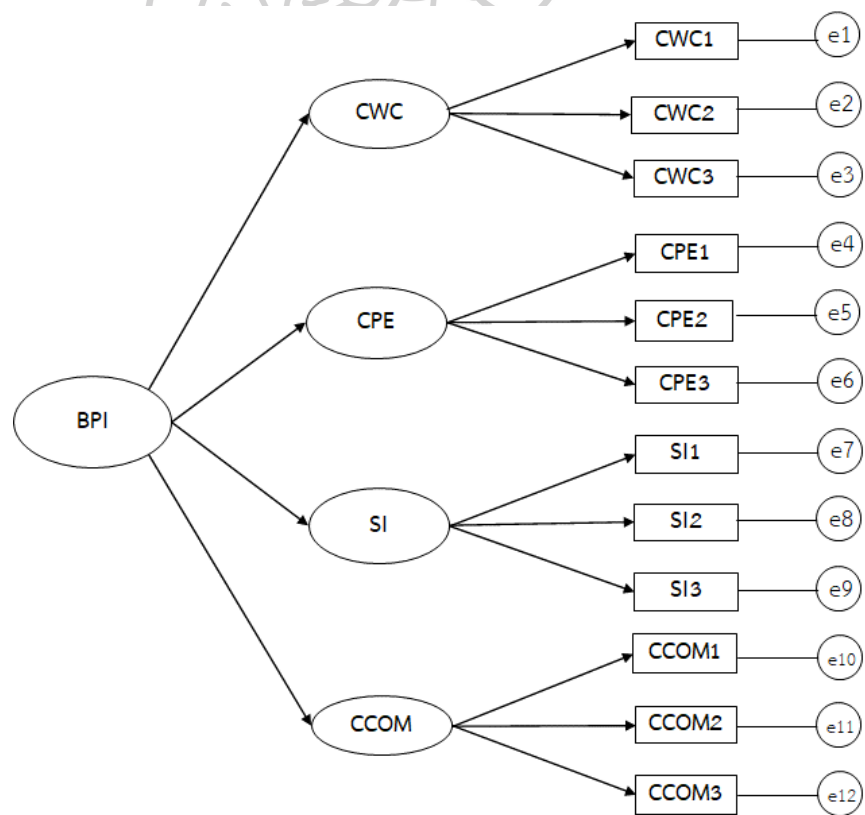 CWC1
e1
CWC
CWC2
e2
CWC3
e3
CPE1
e4
CPE
CPE2
e5
CPE3
e6
BPI
SI1
e7
SI
SI2
e8
SI3
e9
CCOM1
e10
CCOM
CCOM2
e11
CCOM3
e12